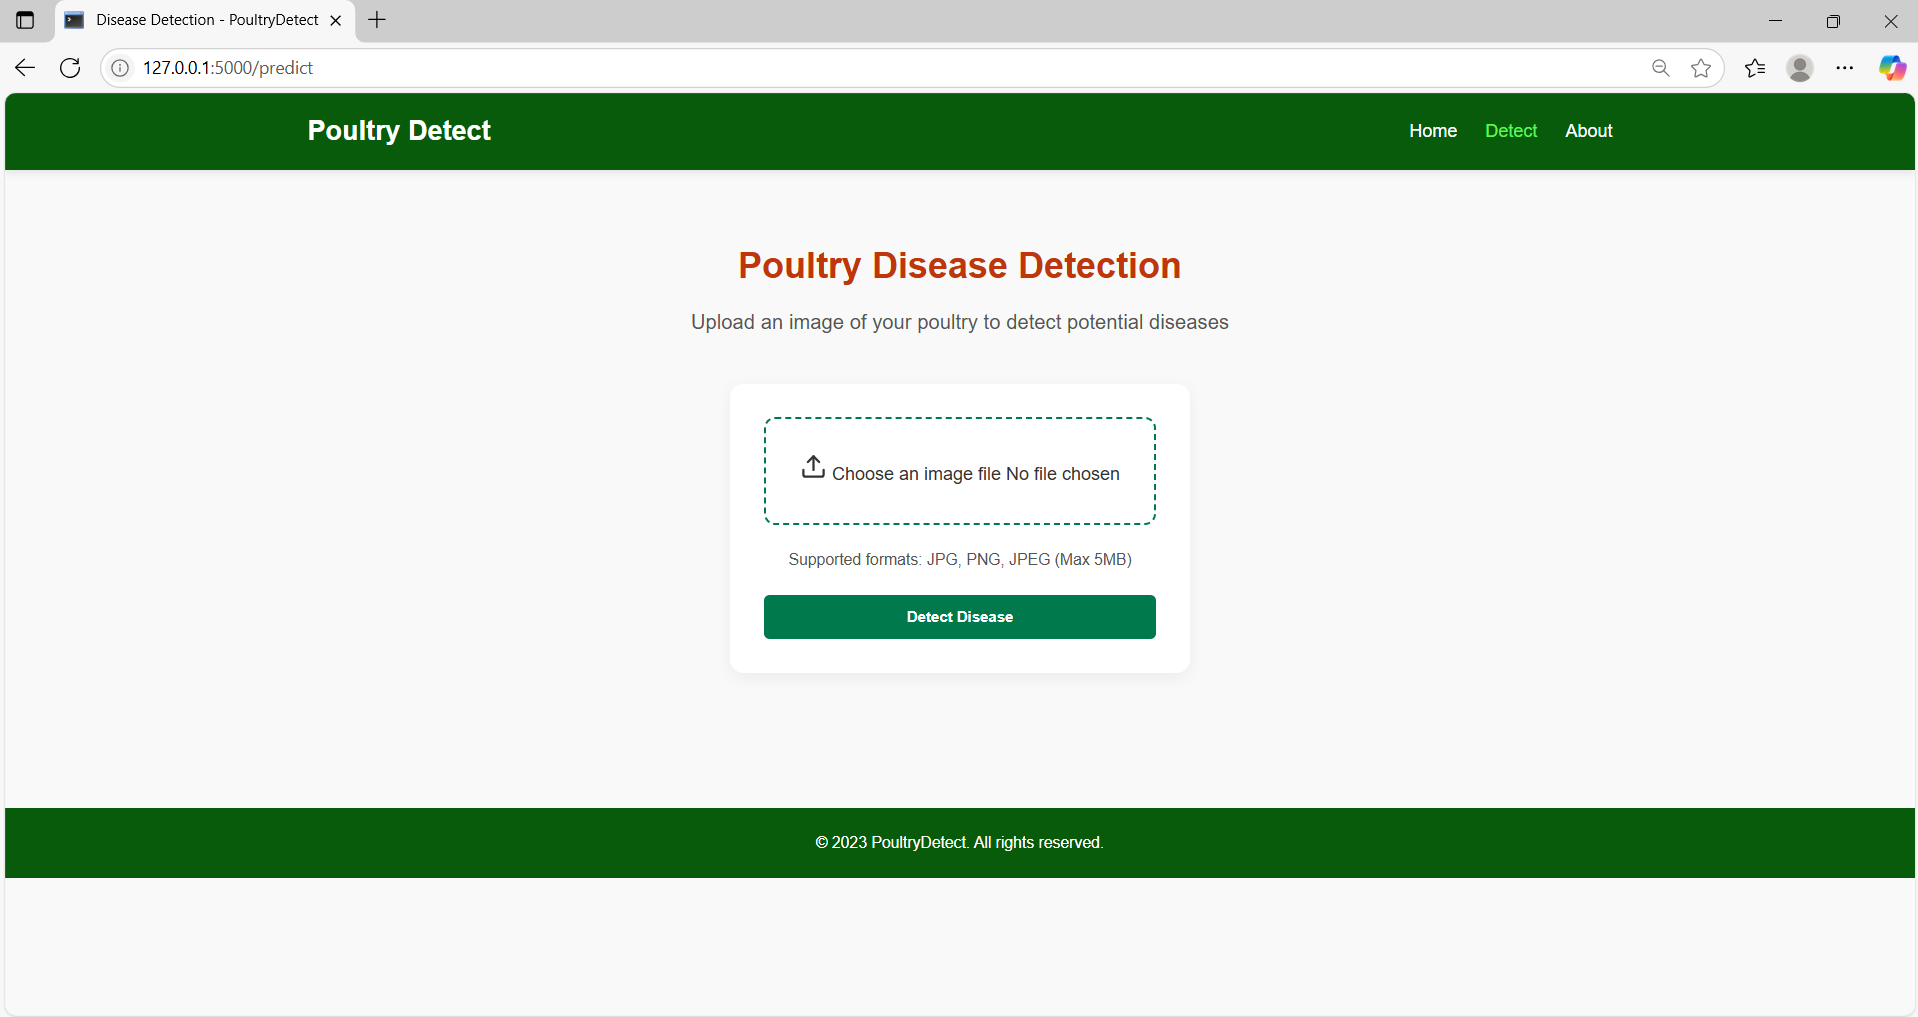 Disease Detection - PoultryDetect
127.0.0.1:5000/predict
Poultry Detect
Home Detect About
Poultry Disease Detection
Upload an image of your poultry to detect potential diseases
Choose an image file No file chosen
Supported formats: JPG, PNG, JPEG (Max 5MB)
Detect Disease
© 2023 PoultryDetect. All rights reserved.